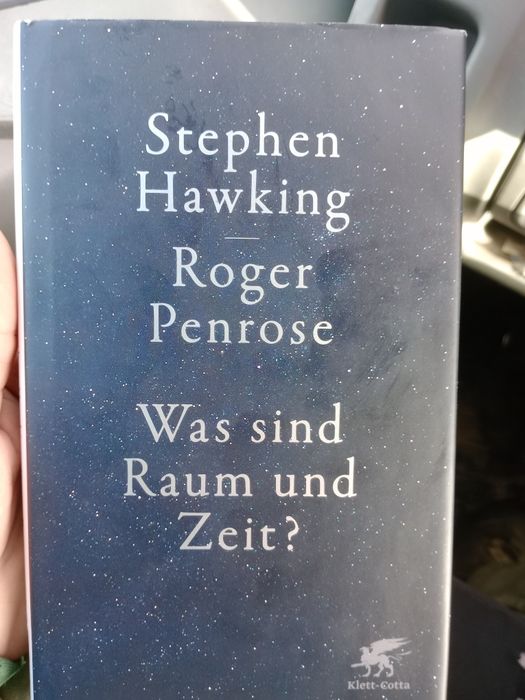 Stephen
Hawking
Roger
Penrose
Was sind
Raum und
Zeit?
Klett-Cotta